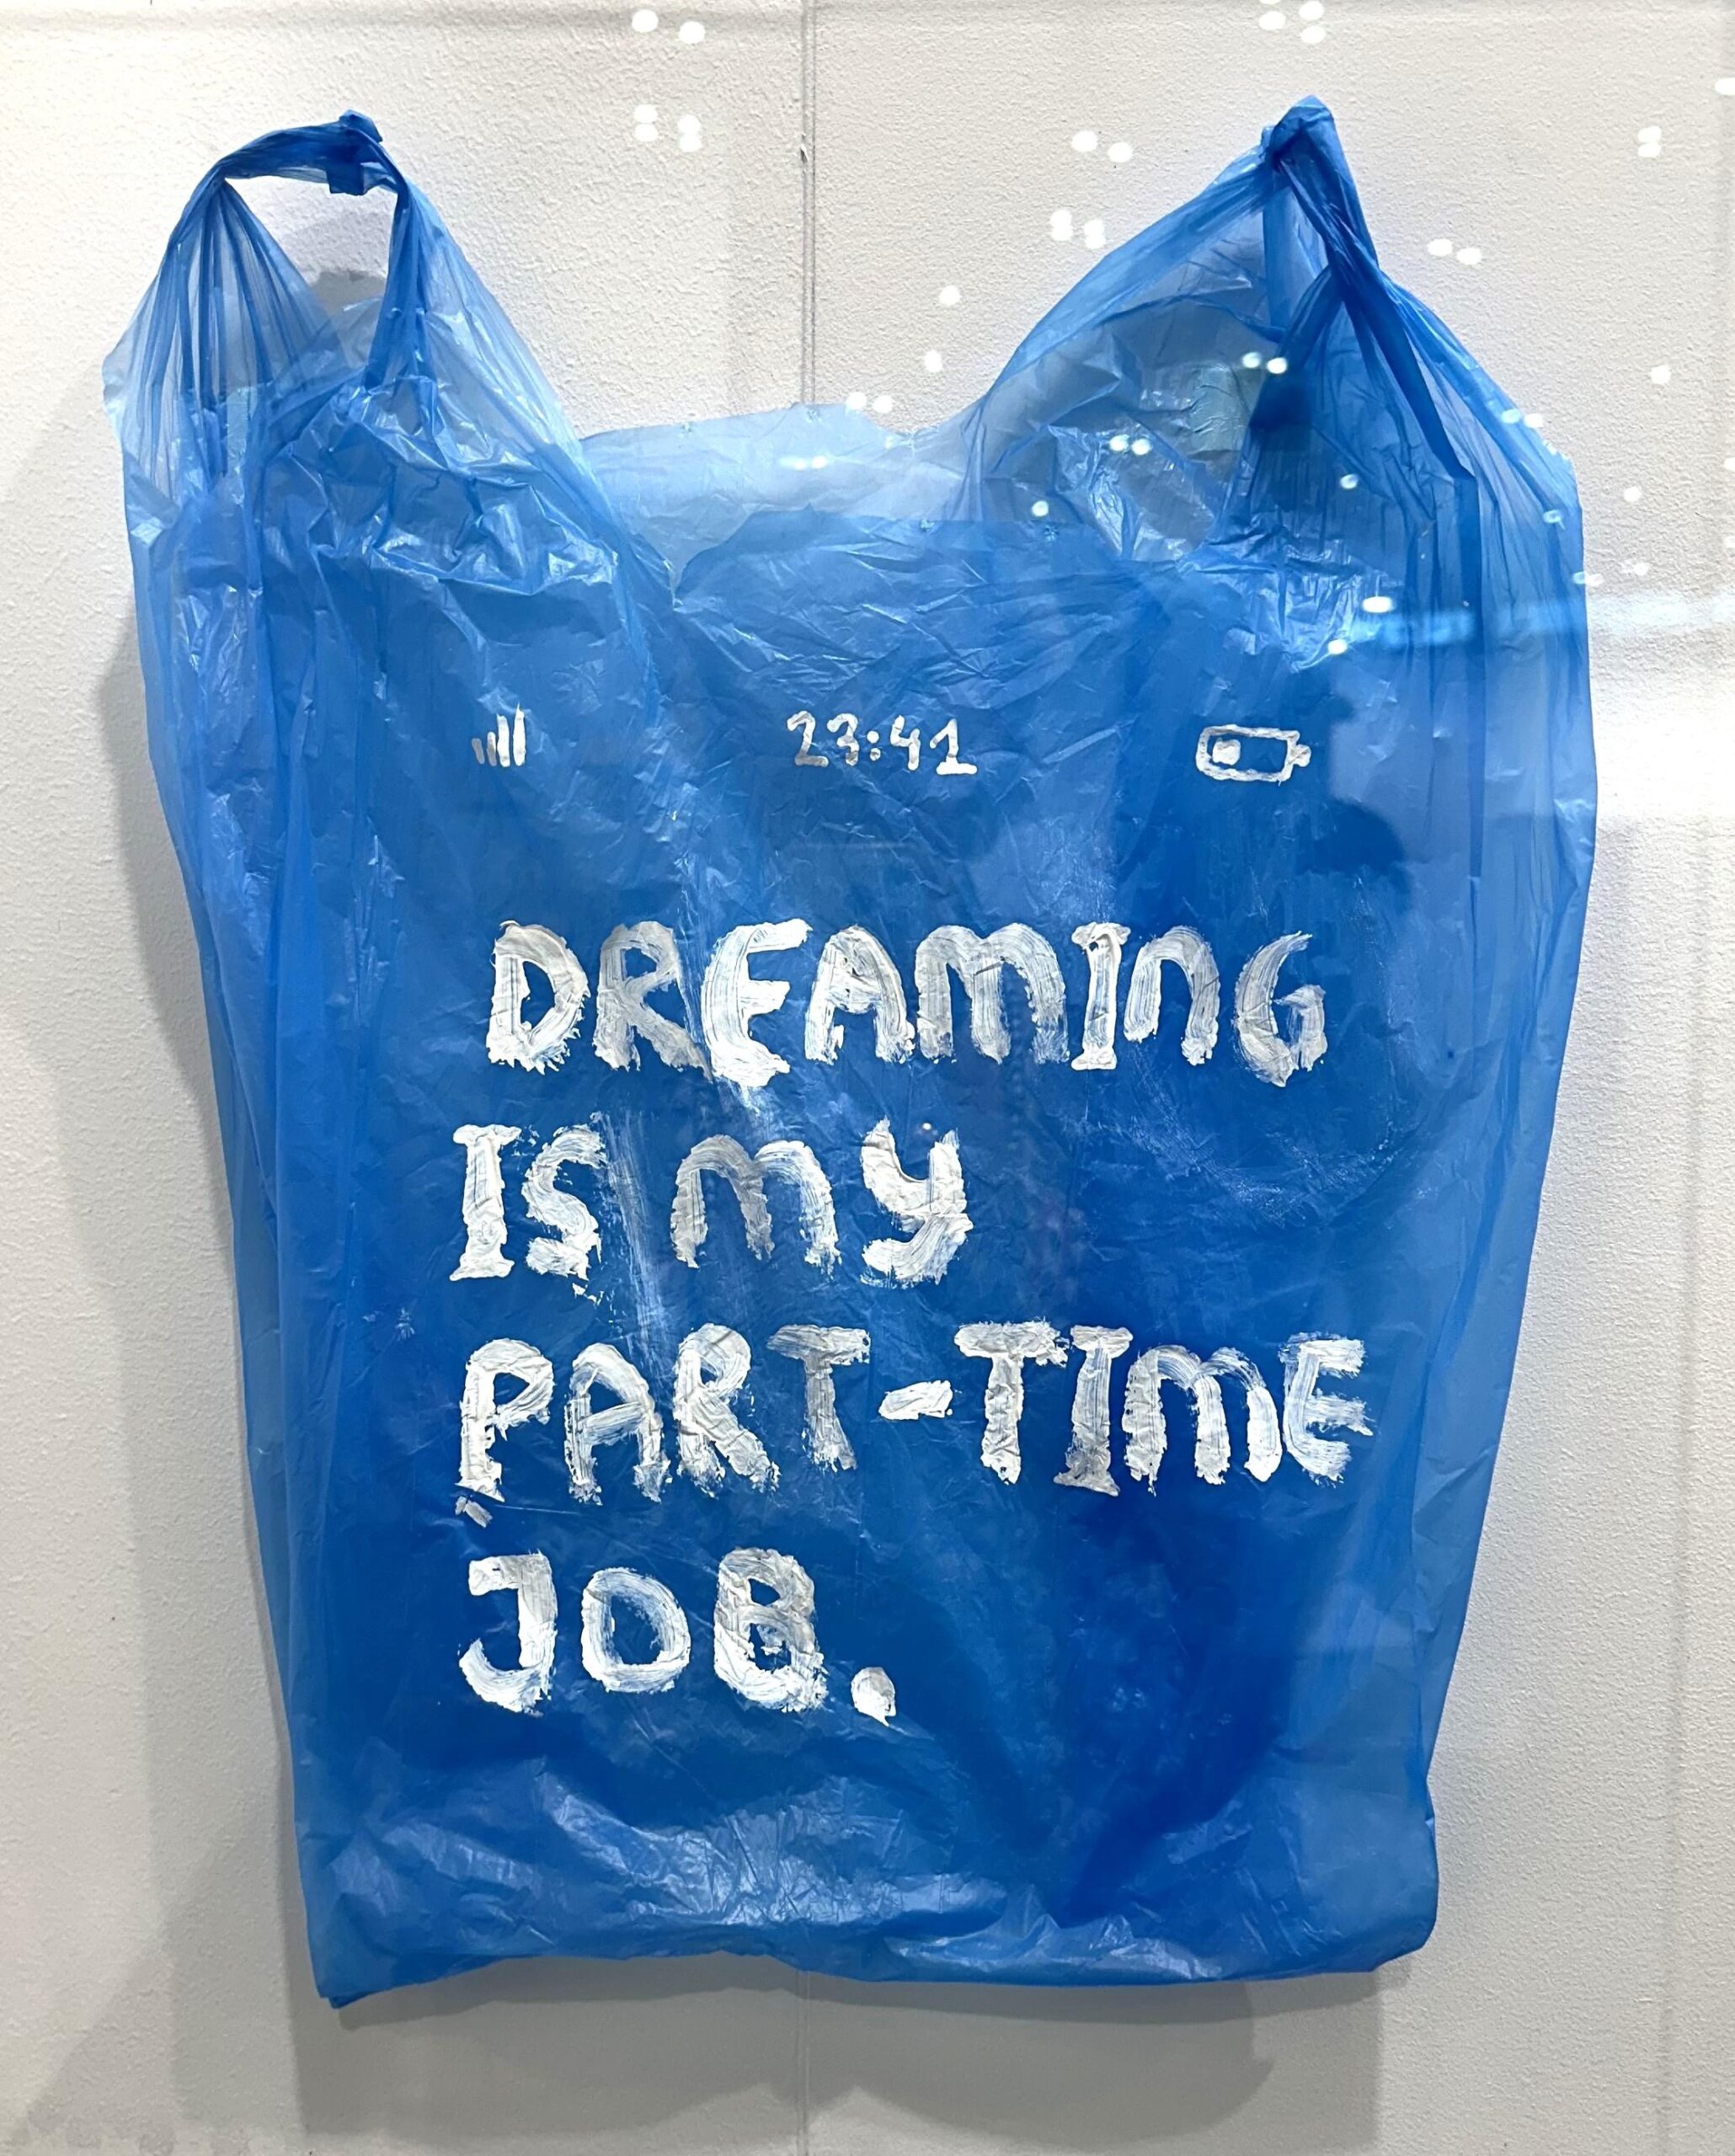 23:41
DREAMING
IS MY
PART-TIME
JOB.